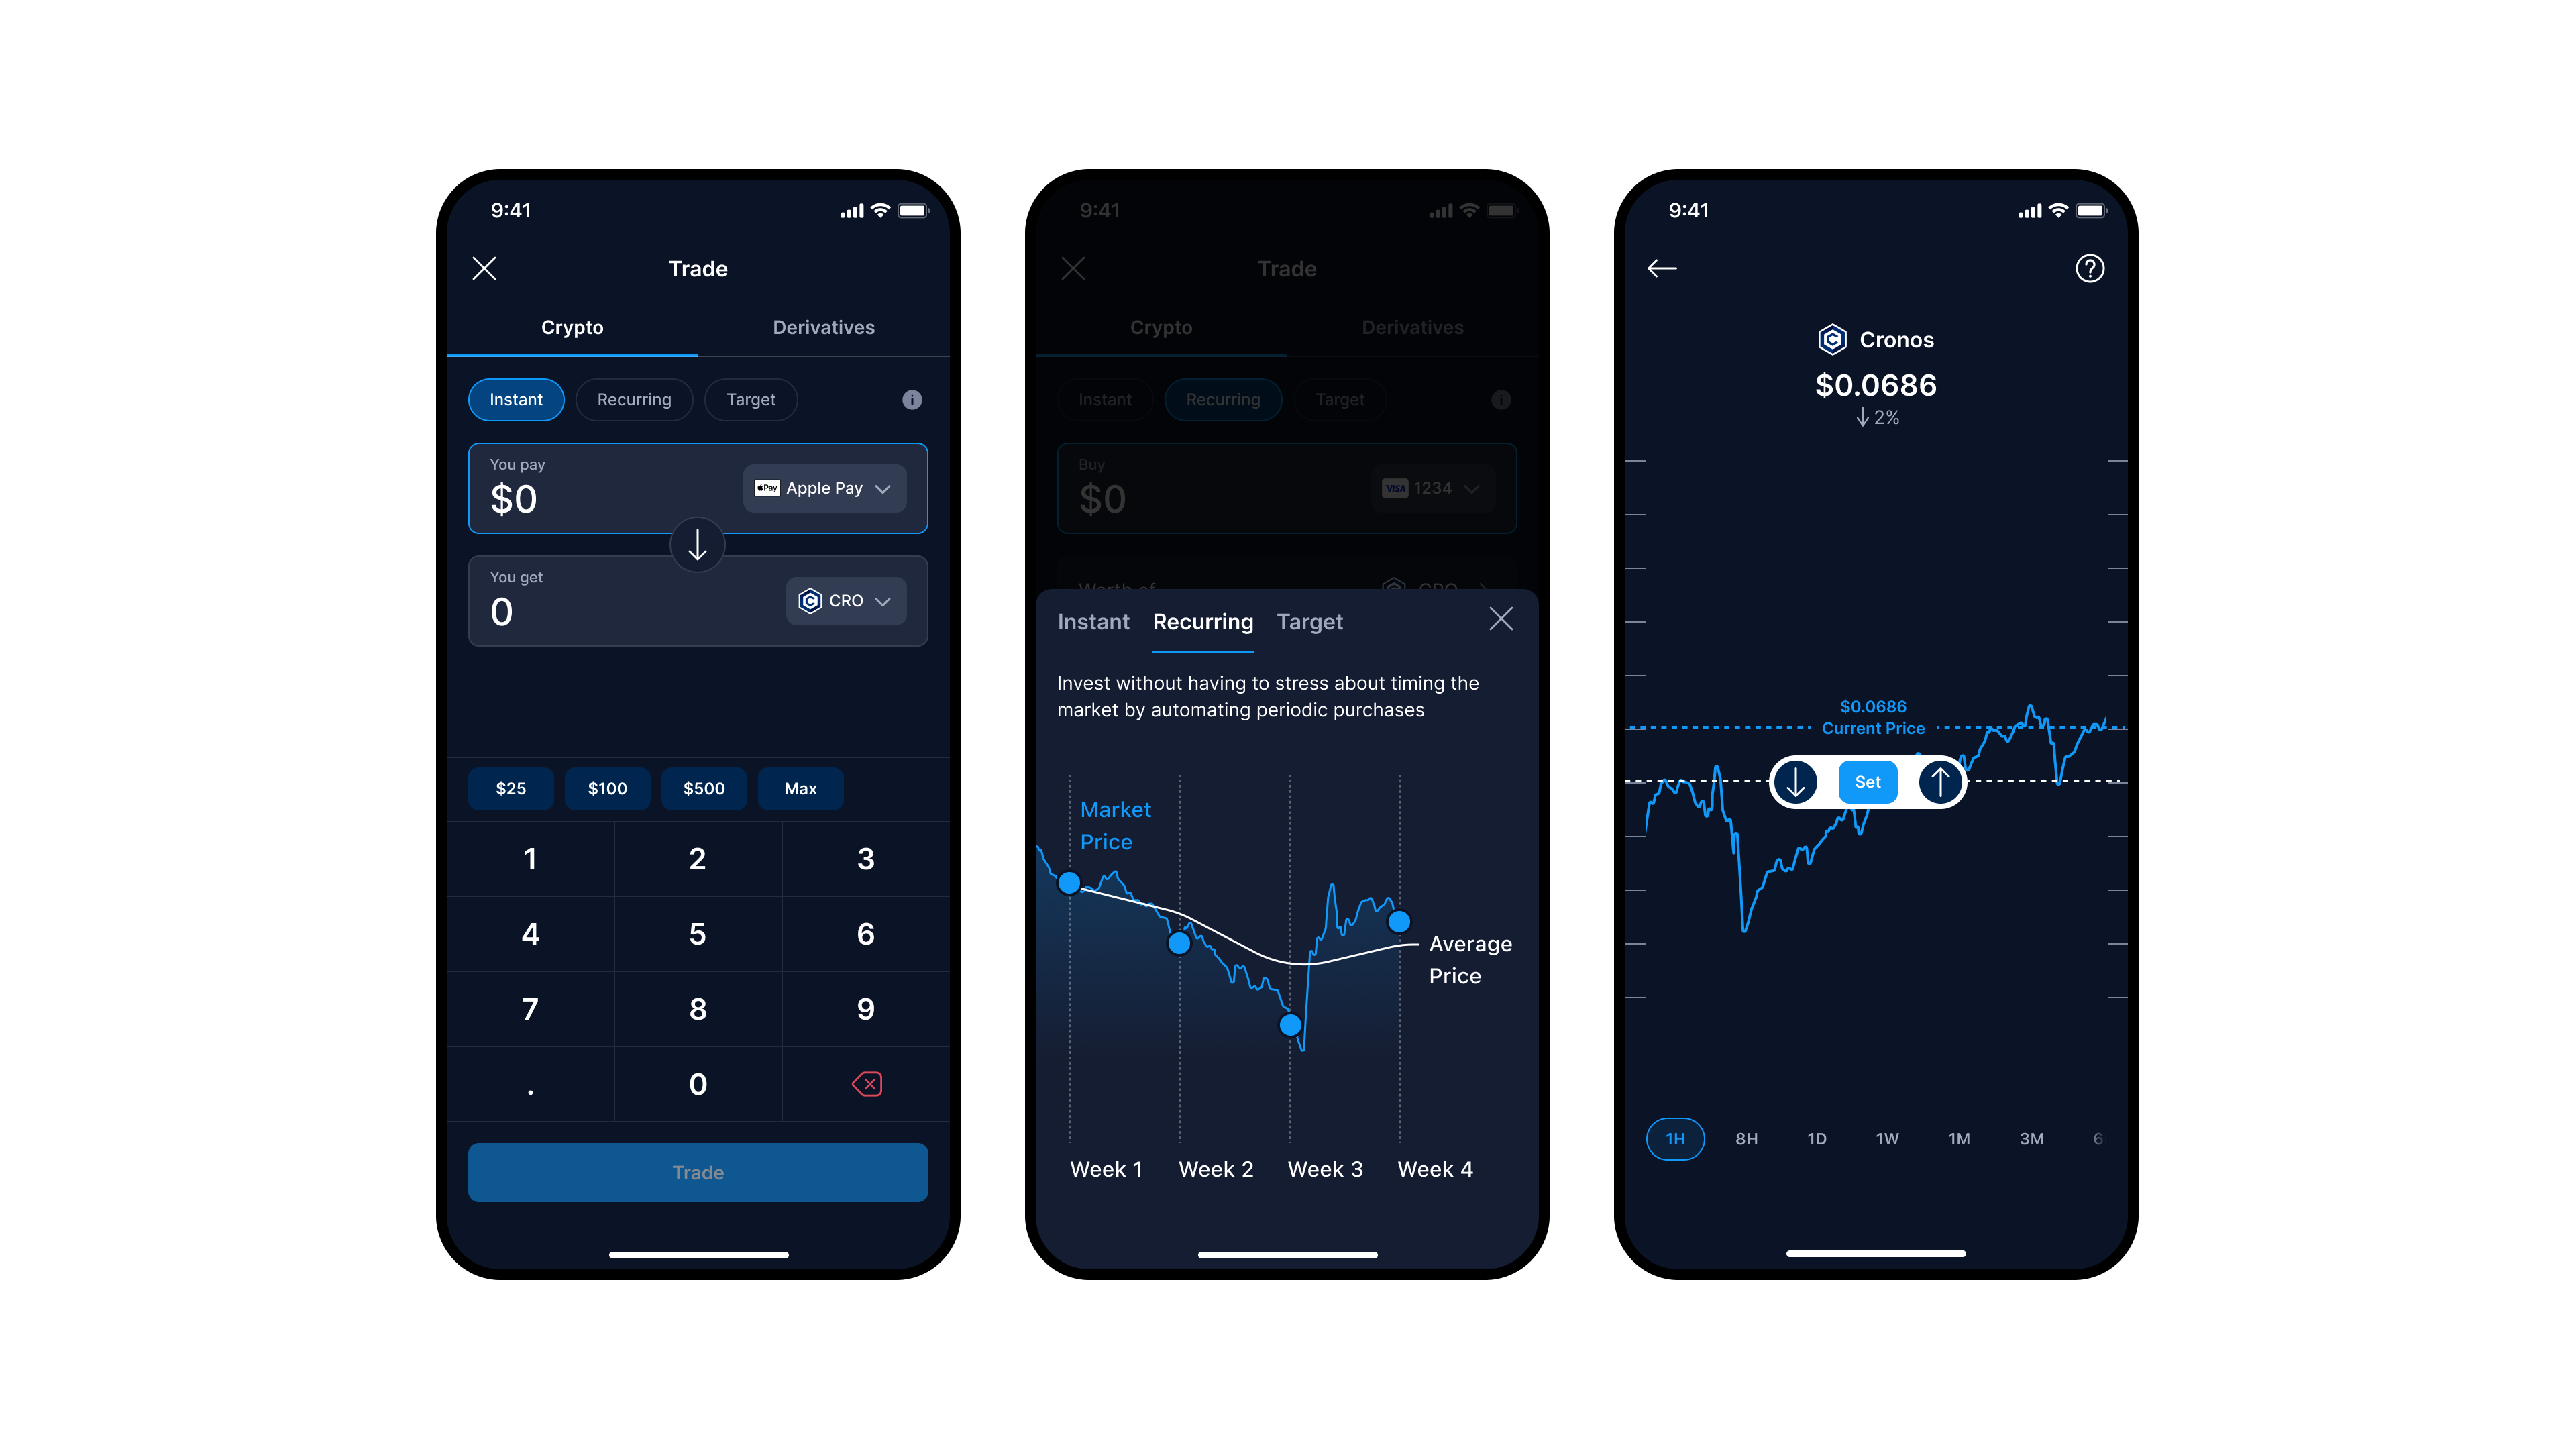 9:41
Trade
Crypto
Derivatives
Instant
Recurring
Target
You pay
$0
Pay
Apple Pay
You get
0
CRO
$25
$100
$500
Max
1
2
3
4
5
6
7
8
9
.
0
Trade
9:41
Trade
Crypto
Derivatives
Instant
Recurring
Target
Buy
$0
VISA
1234
Worth of
CRO
Instant
Recurring
Target
Invest without having to stress about timing the
market by automating periodic purchases
Market
Price
Average
Price
Week 1
Week 2
Week 3
Week 4
9:41
Cronos
$0.0686
↓ 2%
$0.0686
Current Price
Set
1H
8H
1D
1W
1M
3M
6